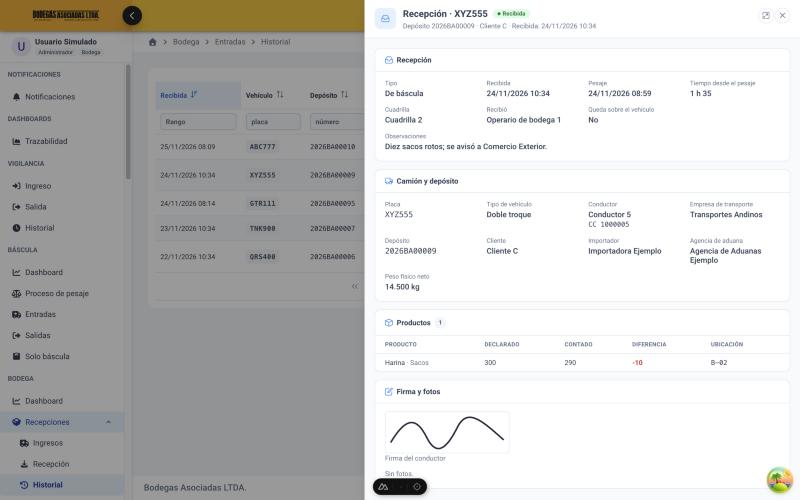 BODEGAS ASOCIADAS LTDA.
U
Usuario Simulado
Administrador Bodega
NOTIFICACIONES
Notificaciones
DASHBOARDS
Trazabilidad
VIGILANCIA
Ingreso
Salida
Historial
BÁSCULA
Dashboard
Proceso de pesaje
Entradas
Salidas
Solo báscula
BODEGA
Dashboard
Recepciones
Ingresos
Recepción
Historial
Bodega > Entradas > Historial
Recibida Vehículo Depósito
Rango placa número
25/11/2026 08:09 ABC777 2026BA00010
24/11/2026 10:34 XYZ555 2026BA00009
24/11/2026 08:14 GTR111 2026BA00095
23/11/2026 10:34 TNK900 2026BA00007
22/11/2026 10:34 QRS400 2026BA00006
Bodegas Asociadas LTDA.
Recepción · XYZ555 Recibida
Depósito 2026BA00009 · Cliente C · Recibida: 24/11/2026 10:34
Recepción
Tipo Recibida Pesaje Tiempo desde el pesaje
De báscula 24/11/2026 10:34 24/11/2026 08:59 1 h 35
Cuadrilla Recibió Queda sobre el vehículo
Cuadrilla 2 Operario de bodega 1 No
Observaciones
Diez sacos rotos; se avisó a Comercio Exterior.
Camión y depósito
Placa Tipo de vehículo Conductor Empresa de transporte
XYZ555 Doble troque Conductor 5 Transportes Andinos
CC 1000005
Depósito Cliente Importador Agencia de aduana
2026BA00009 Cliente C Importadora Ejemplo Agencia de Aduanas
Ejemplo
Peso físico neto
14.500 kg
Productos 1
PRODUCTO DECLARADO CONTADO DIFERENCIA UBICACIÓN
Harina · Sacos 300 290 -10 B-02
Firma y fotos
Firma del conductor
Sin fotos.